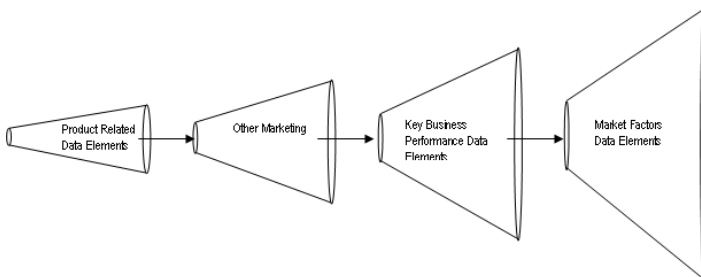 Product Related
Data Elements
Other Marketing
Key Business
Performance Data
Elements
Market Factors
Data Elements